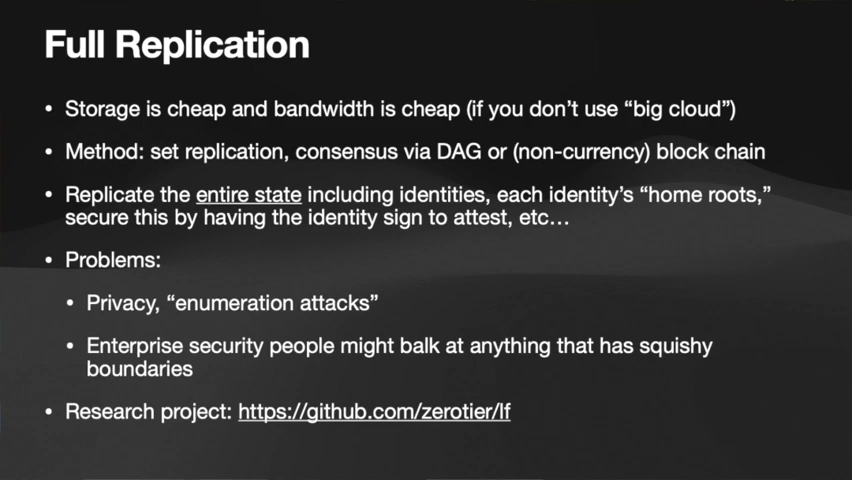 Full Replication
• Storage is cheap and bandwidth is cheap (if you don’t use “big cloud”)
• Method: set replication, consensus via DAG or (non-currency) block chain
• Replicate the entire state including identities, each identity’s “home roots,”
secure this by having the identity sign to attest, etc…
• Problems:
• Privacy, “enumeration attacks”
• Enterprise security people might balk at anything that has squishy
boundaries
• Research project: https://github.com/zerotier/lf